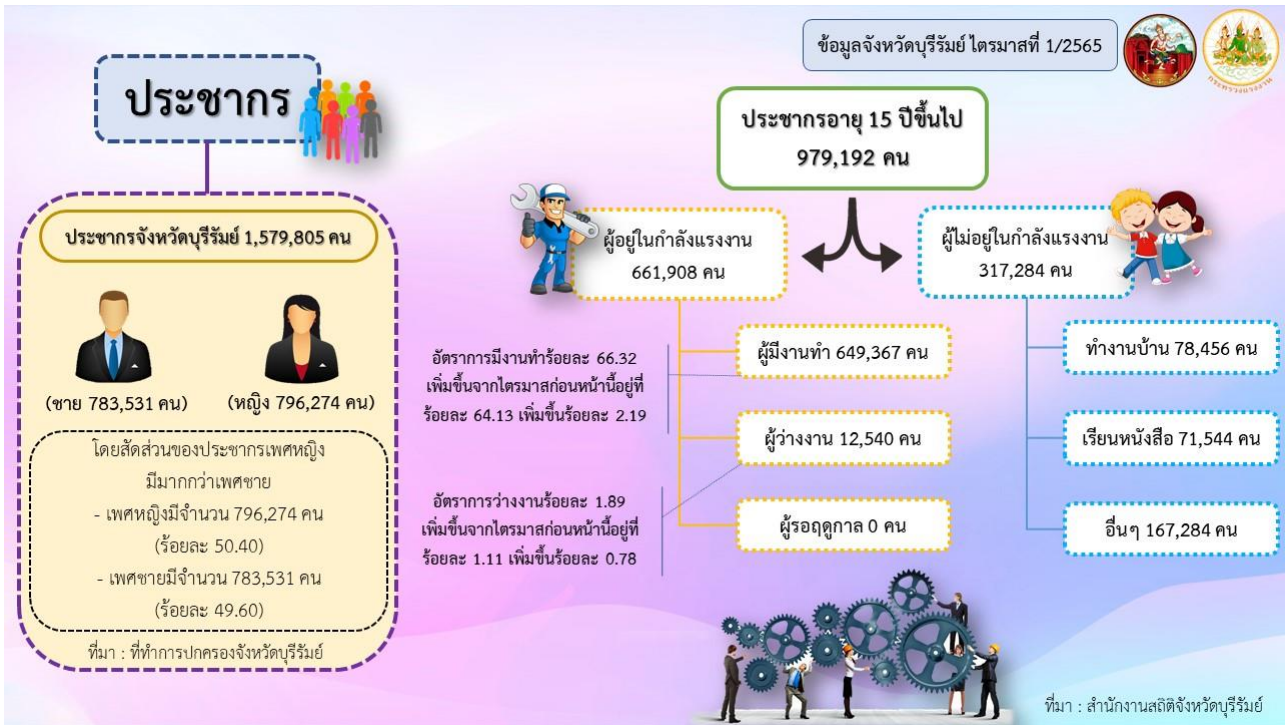 ข้อมูลจังหวัดบุรีรัมย์ ไตรมาสที่ 1/2565
กระทรวงแรงงาน
ประชากร
ประชากรจังหวัดบุรีรัมย์ 1,579,805 คน
(ชาย 783,531 คน)
(หญิง 796,274 คน)
โดยสัดส่วนของประชากรเพศหญิง
มีมากกว่าเพศชาย
- เพศหญิงมีจำนวน 796,274 คน
(ร้อยละ 50.40)
- เพศชายมีจำนวน 783,531 คน
(ร้อยละ 49.60)
ที่มา : ที่ทำการปกครองจังหวัดบุรีรัมย์
ประชากรอายุ 15 ปีขึ้นไป
979,192 คน
ผู้อยู่ในกำลังแรงงาน
661,908 คน
ผู้มีงานทำ 649,367 คน
ผู้ว่างงาน 12,540 คน
ผู้รอฤดูกาล 0 คน
อัตราการมีงานทำร้อยละ 66.32
เพิ่มขึ้นจากไตรมาสก่อนหน้านี้อยู่ที่
ร้อยละ 64.13 เพิ่มขึ้นร้อยละ 2.19
อัตราการว่างงานร้อยละ 1.89
เพิ่มขึ้นจากไตรมาสก่อนหน้านี้อยู่ที่
ร้อยละ 1.11 เพิ่มขึ้นร้อยละ 0.78
ผู้ไม่อยู่ในกำลังแรงงาน
317,284 คน
ทำงานบ้าน 78,456 คน
เรียนหนังสือ 71,544 คน
อื่นๆ 167,284 คน
ที่มา : สำนักงานสถิติจังหวัดบุรีรัมย์